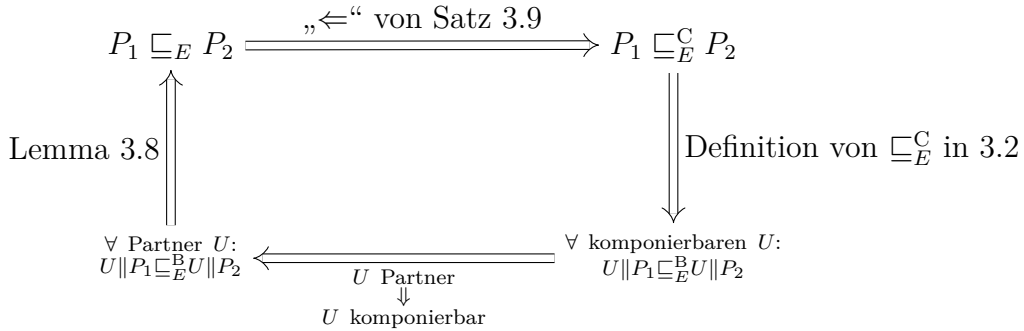 „⇐“ von Satz 3.9
P₁ ⊑_E P₂
P₁ ⊑_E^C P₂
Lemma 3.8
Definition von ⊑_E^C in 3.2
∀ Partner U:
U∥P₁⊑_E^B U∥P₂
∀ komponierbaren U:
U∥P₁⊑_E^B U∥P₂
U Partner
⇓
U komponierbar